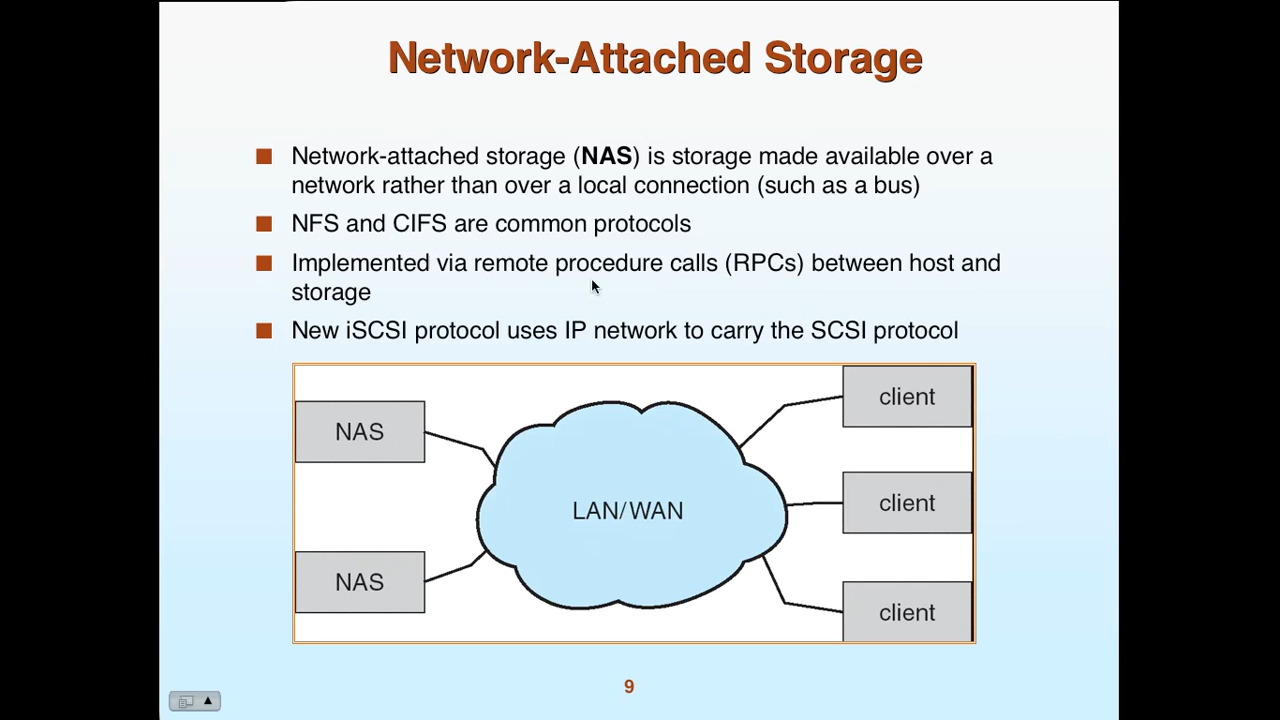 Network-Attached Storage
Network-attached storage (NAS) is storage made available over a
network rather than over a local connection (such as a bus)
NFS and CIFS are common protocols
Implemented via remote procedure calls (RPCs) between host and
storage
New iSCSI protocol uses IP network to carry the SCSI protocol
client
NAS
LAN/WAN
client
NAS
client
9